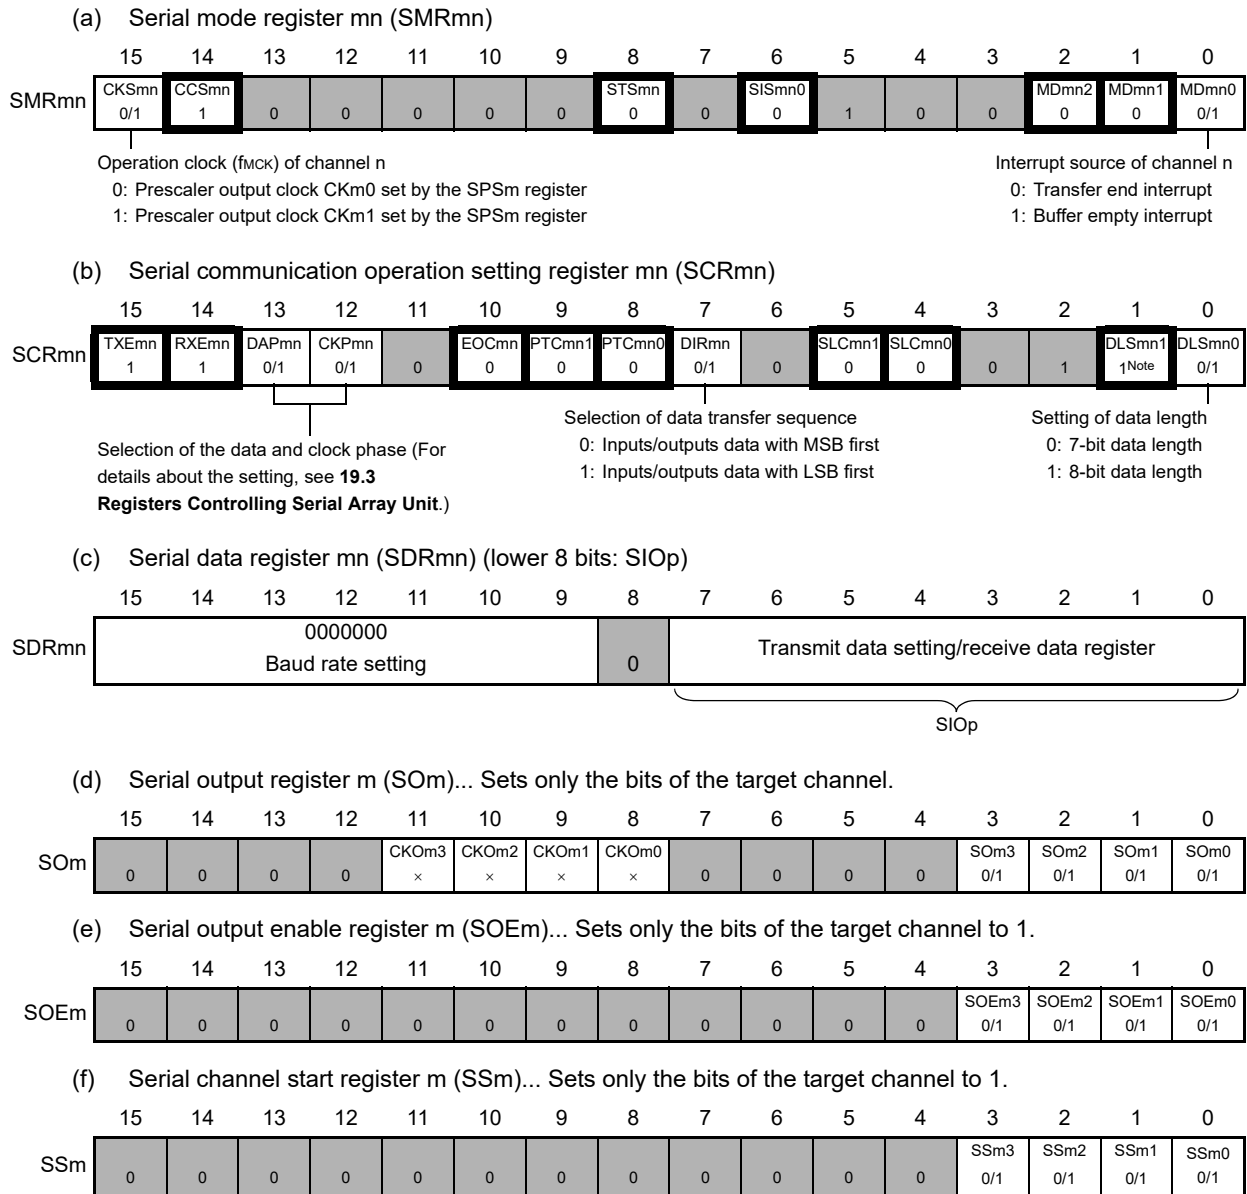 (a) Serial mode register mn (SMRmn)
15 14 13 12 11 10 9 8 7 6 5 4 3 2 1 0
SMRmn CKSmn CCSmn STSmn SISmn0 MDmn2 MDmn1 MDmn0
0/1 1 0 0 0 0 0 0 0 0 1 0 0 0 0 0/1
Operation clock (fMCK) of channel n
0: Prescaler output clock CKm0 set by the SPSm register
1: Prescaler output clock CKm1 set by the SPSm register
Interrupt source of channel n
0: Transfer end interrupt
1: Buffer empty interrupt
(b) Serial communication operation setting register mn (SCRmn)
15 14 13 12 11 10 9 8 7 6 5 4 3 2 1 0
SCRmn TXEmn RXEmn DAPmn CKPmn EOCmn PTCmn1 PTCmn0 DIRmn SLCmn1 SLCmn0 DLSmn1 DLSmn0
1 1 0/1 0/1 0 0 0 0 0/1 0 0 0 0 1 1Note 0/1
Selection of the data and clock phase (For
details about the setting, see 19.3
Registers Controlling Serial Array Unit.)
Selection of data transfer sequence
0: Inputs/outputs data with MSB first
1: Inputs/outputs data with LSB first
Setting of data length
0: 7-bit data length
1: 8-bit data length
(c) Serial data register mn (SDRmn) (lower 8 bits: SIOp)
15 14 13 12 11 10 9 8 7 6 5 4 3 2 1 0
SDRmn
0000000
Baud rate setting
0
Transmit data setting/receive data register
SIOp
(d) Serial output register m (SOm)... Sets only the bits of the target channel.
15 14 13 12 11 10 9 8 7 6 5 4 3 2 1 0
SOm CKOm3 CKOm2 CKOm1 CKOm0 SOm3 SOm2 SOm1 SOm0
0 0 0 0 × × × × 0 0 0 0 0/1 0/1 0/1 0/1
(e) Serial output enable register m (SOEm)... Sets only the bits of the target channel to 1.
15 14 13 12 11 10 9 8 7 6 5 4 3 2 1 0
SOEm SOEm3 SOEm2 SOEm1 SOEm0
0 0 0 0 0 0 0 0 0 0 0 0 0/1 0/1 0/1 0/1
(f) Serial channel start register m (SSm)... Sets only the bits of the target channel to 1.
15 14 13 12 11 10 9 8 7 6 5 4 3 2 1 0
SSm SSm3 SSm2 SSm1 SSm0
0 0 0 0 0 0 0 0 0 0 0 0 0/1 0/1 0/1 0/1